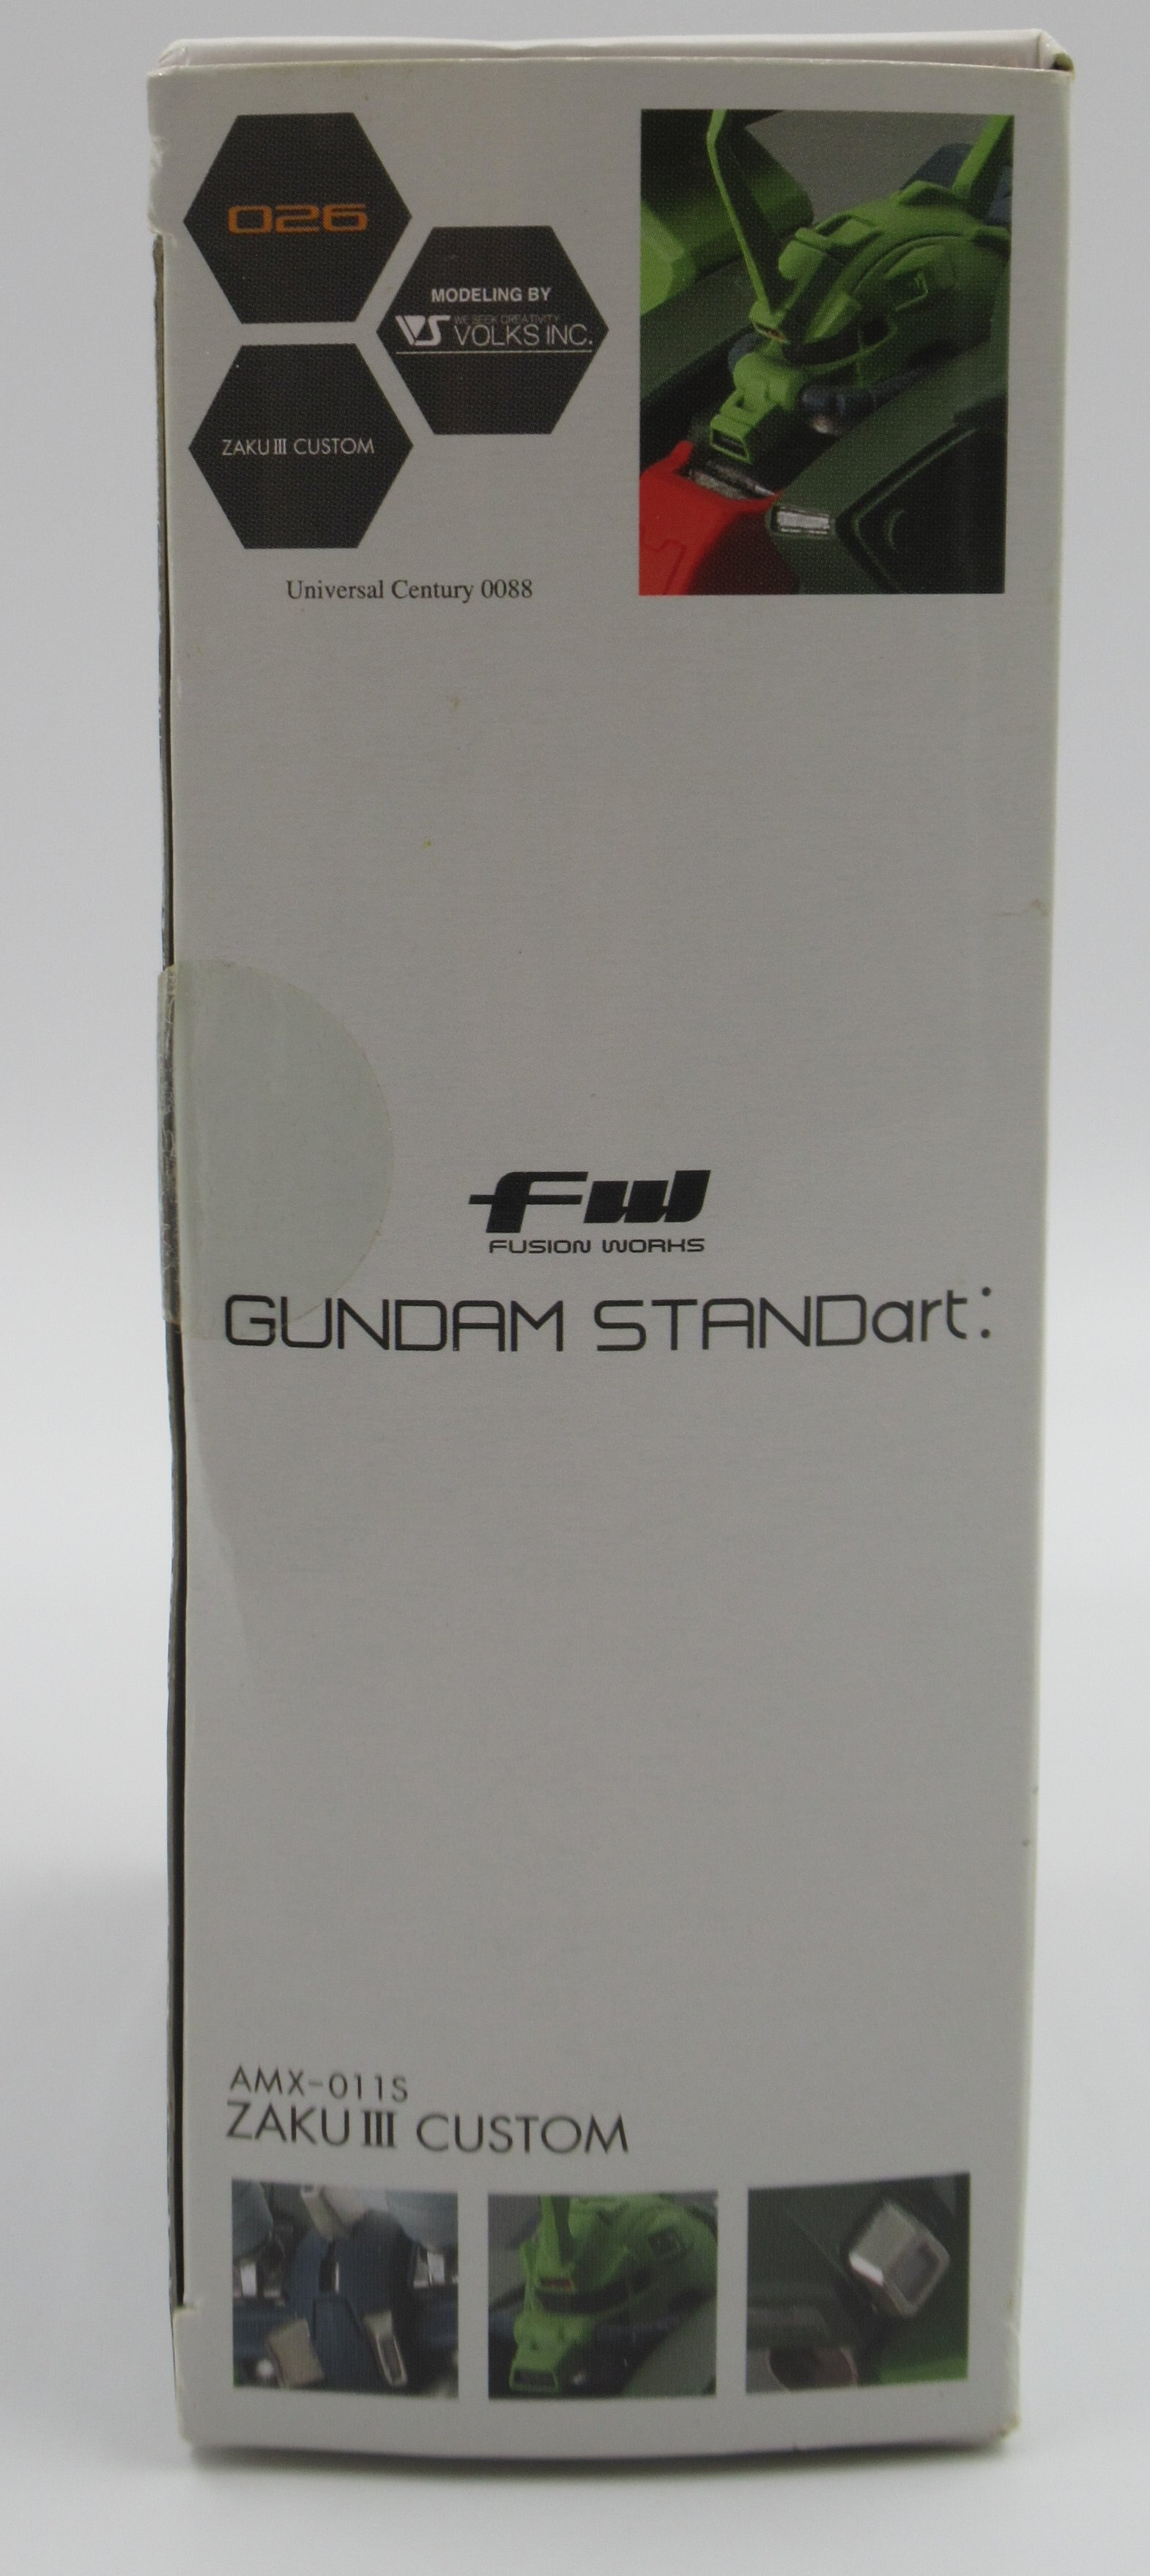 026
MODELING BY
VS WE SEEK CREATIVITY
VOLKS INC.
ZAKU III CUSTOM
Universal Century 0088
fw
FUSION WORKS
GUNDAM STANDart:
AMX-011S
ZAKU III CUSTOM